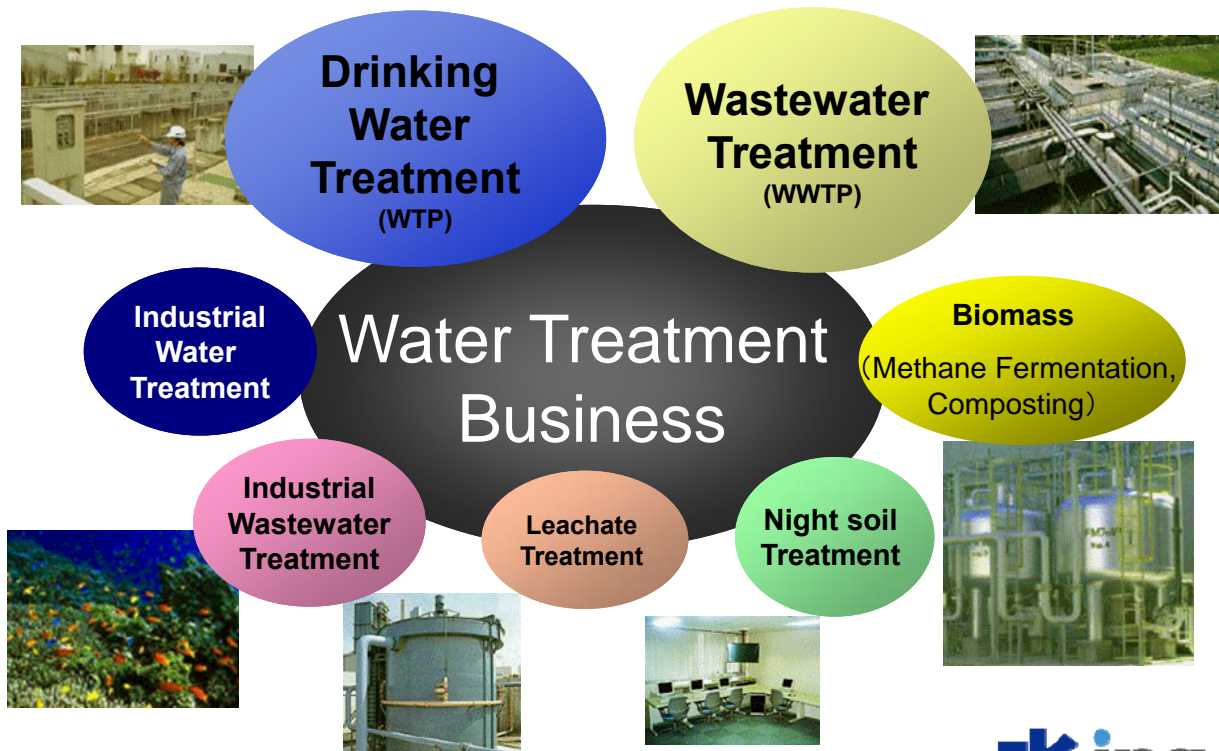 Drinking
Water
Treatment
(WTP)
Wastewater
Treatment
(WWTP)
Industrial
Water
Treatment
Water Treatment
Business
Biomass
（Methane Fermentation,
Composting）
Industrial
Wastewater
Treatment
Leachate
Treatment
Night soil
Treatment